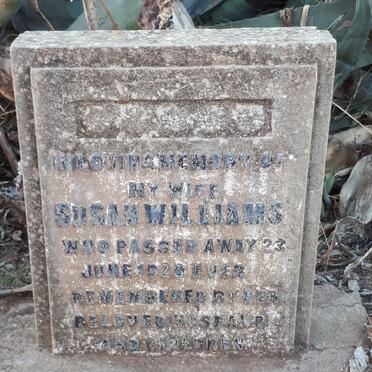 IN LOVING MEMORY OF
MY WIFE
SUSAN WILLIAMS
WHO PASSED AWAY 23
JUNE 1928 EVER
REMEMBERED BY HER
BELOVED HUSBAND
AND CHILDREN